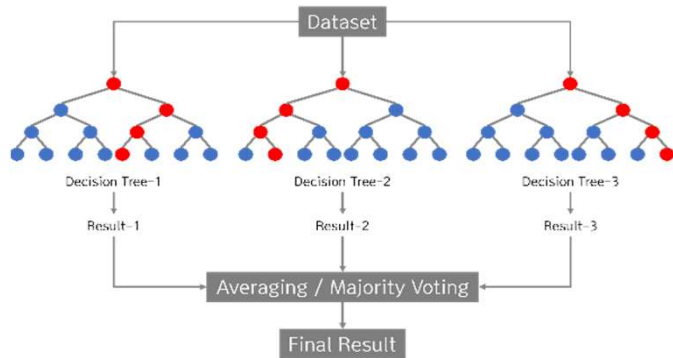 Dataset
Decision Tree-1
Decision Tree-2
Decision Tree-3
Result-1
Result-2
Result-3
Averaging / Majority Voting
Final Result